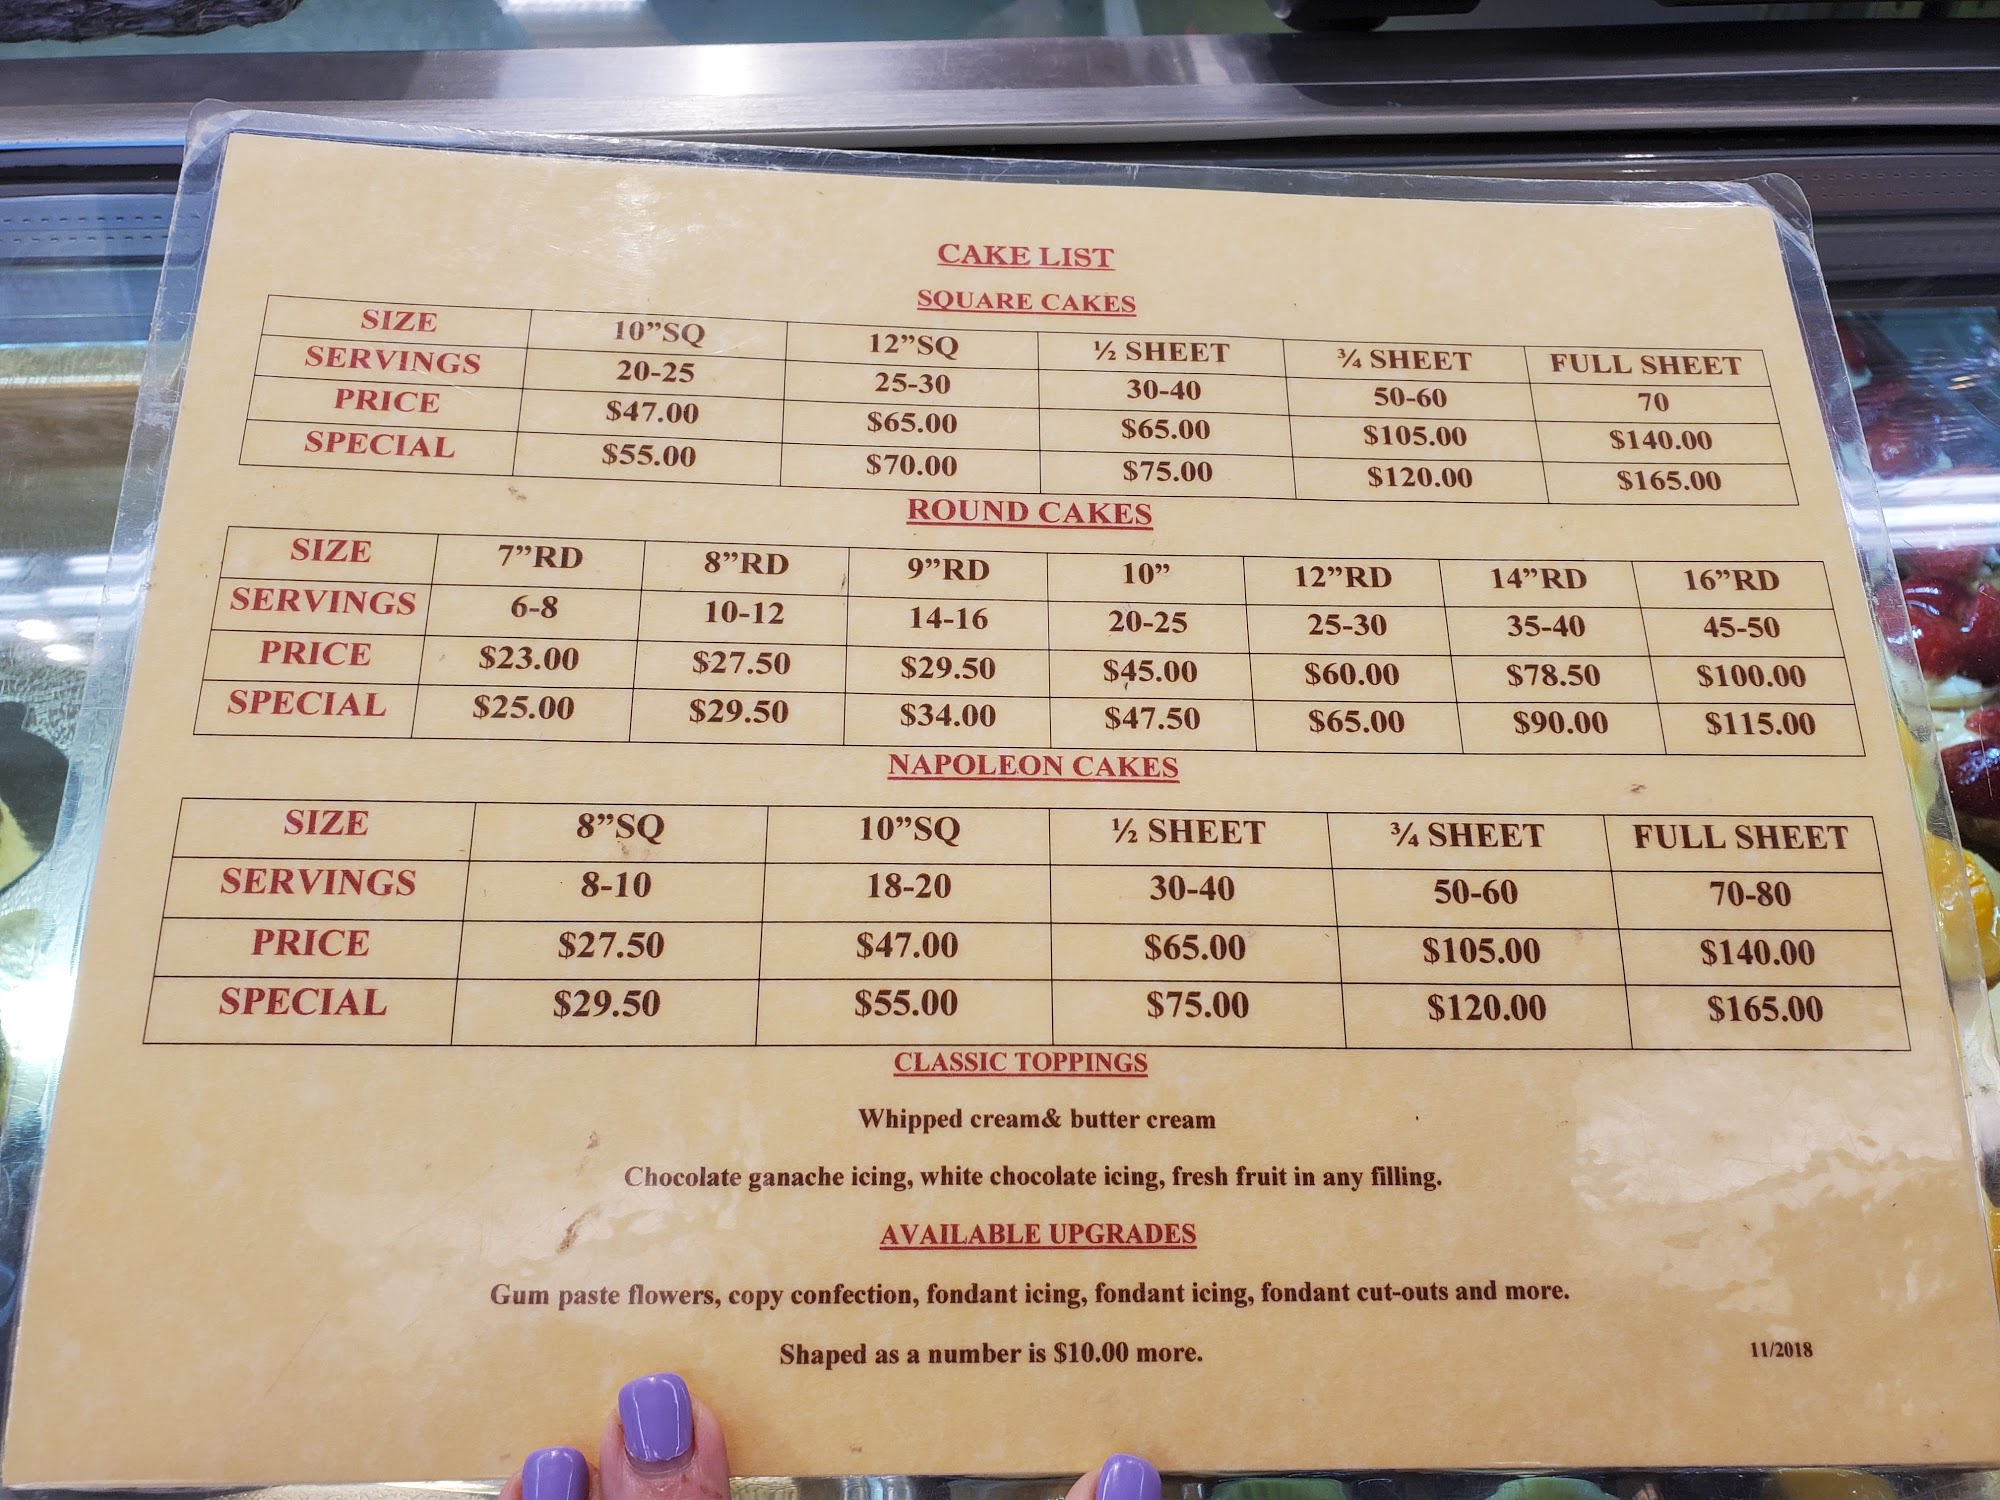 CAKE LIST
SQUARE CAKES
SIZE 10”SQ 12”SQ ½ SHEET ¾ SHEET FULL SHEET
SERVINGS 20-25 25-30 30-40 50-60 70
PRICE $47.00 $65.00 $65.00 $105.00 $140.00
SPECIAL $55.00 $70.00 $75.00 $120.00 $165.00
ROUND CAKES
SIZE 7”RD 8”RD 9”RD 10” 12”RD 14”RD 16”RD
SERVINGS 6-8 10-12 14-16 20-25 25-30 35-40 45-50
PRICE $23.00 $27.50 $29.50 $45.00 $60.00 $78.50 $100.00
SPECIAL $25.00 $29.50 $34.00 $47.50 $65.00 $90.00 $115.00
NAPOLEON CAKES
SIZE 8”SQ 10”SQ ½ SHEET ¾ SHEET FULL SHEET
SERVINGS 8-10 18-20 30-40 50-60 70-80
PRICE $27.50 $47.00 $65.00 $105.00 $140.00
SPECIAL $29.50 $55.00 $75.00 $120.00 $165.00
CLASSIC TOPPINGS
Whipped cream& butter cream
Chocolate ganache icing, white chocolate icing, fresh fruit in any filling.
AVAILABLE UPGRADES
Gum paste flowers, copy confection, fondant icing, fondant icing, fondant cut-outs and more.
Shaped as a number is $10.00 more.
11/2018